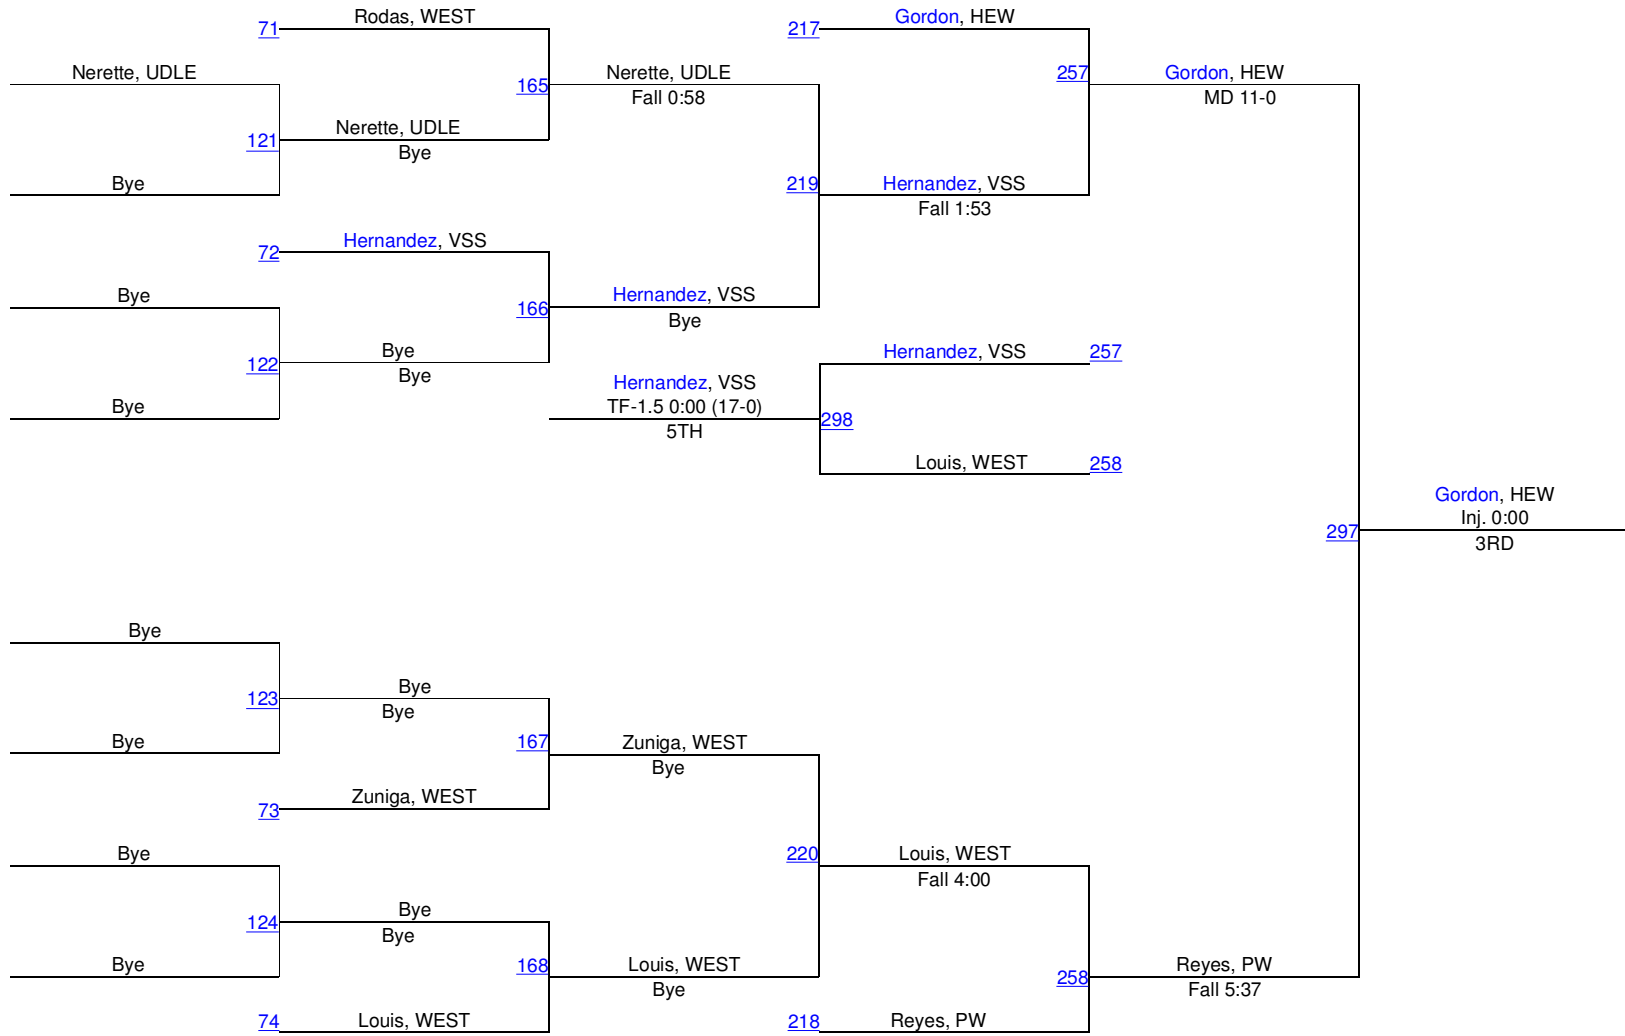 Rodas, WEST
Gordon, HEW
71
217
Nerette, UDLE
Nerette, UDLE
257
Gordon, HEW
165
Fall 0:58
MD 11-0
Nerette, UDLE
121
Bye
Bye
219
Hernandez, VSS
Fall 1:53
Hernandez, VSS
72
Bye
Hernandez, VSS
166
Bye
Bye
Hernandez, VSS
257
122
Bye
Hernandez, VSS
Bye
TF-1.5 0:00 (17-0)
298
5TH
Louis, WEST
258
Gordon, HEW
Inj. 0:00
297
3RD
Bye
Bye
123
Bye
Bye
167
Zuniga, WEST
Bye
Zuniga, WEST
73
Bye
220
Louis, WEST
Fall 4:00
Bye
124
Bye
Bye
168
Louis, WEST
Reyes, PW
258
Bye
Fall 5:37
74
Louis, WEST
218
Reyes, PW